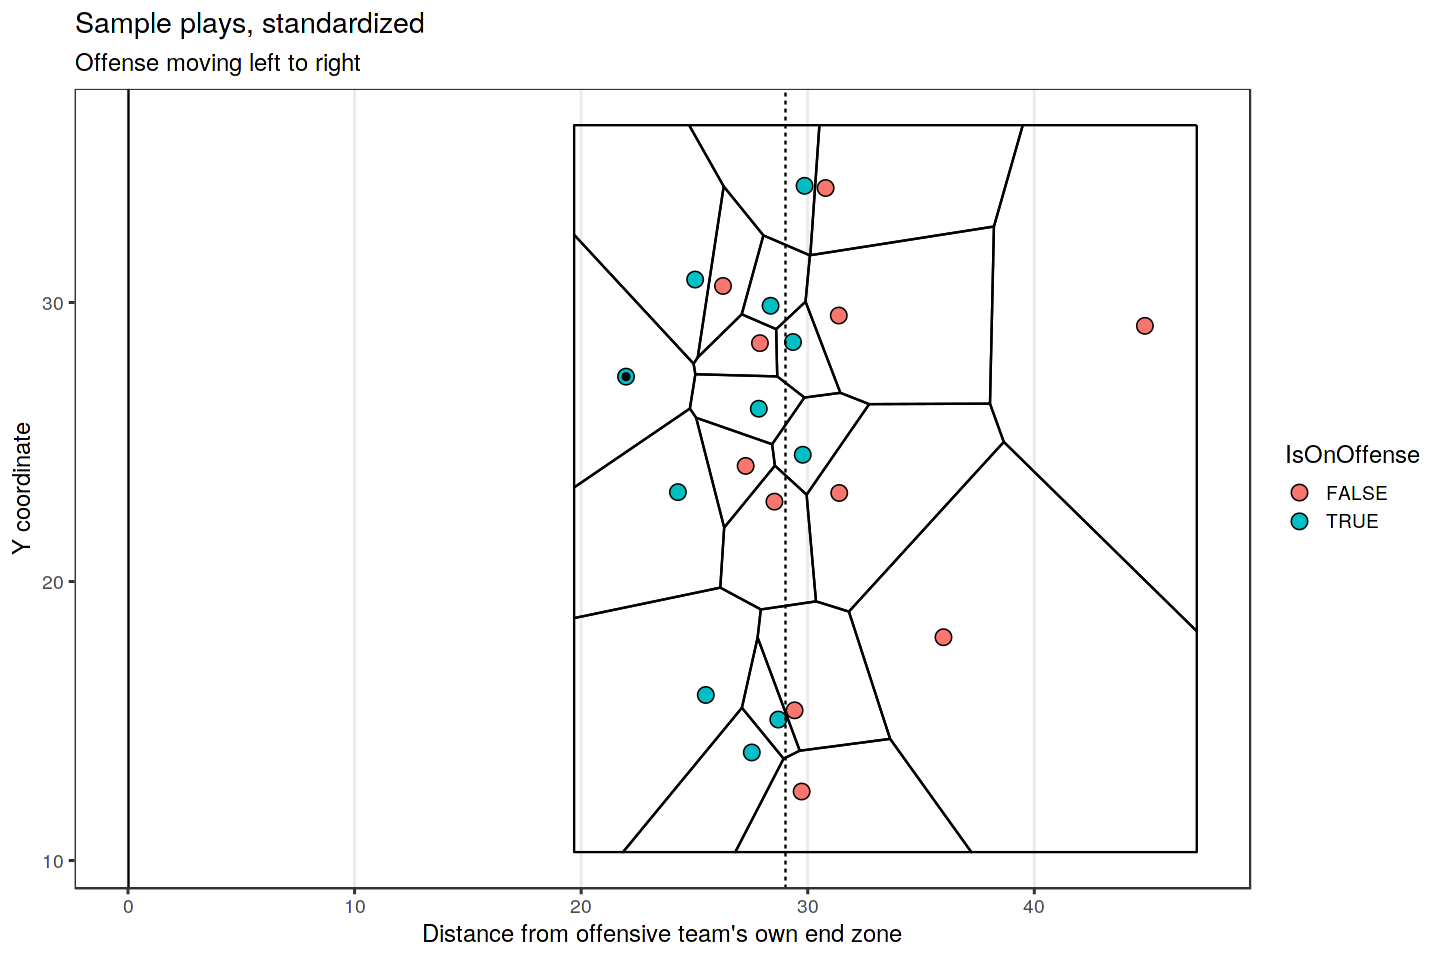 Sample plays, standardized
Offense moving left to right
Y coordinate
30
20
10
0
10
20
30
40
Distance from offensive team's own end zone
IsOnOffense
FALSE
TRUE